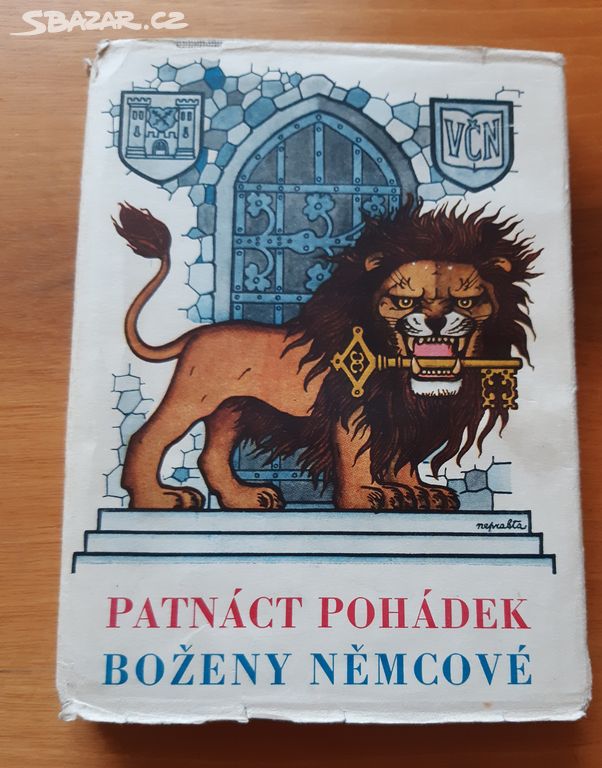 SBAZAR.CZ
VČN
neprakta
PATNÁCT POHÁDEK
BOŽENY NĚMCOVÉ